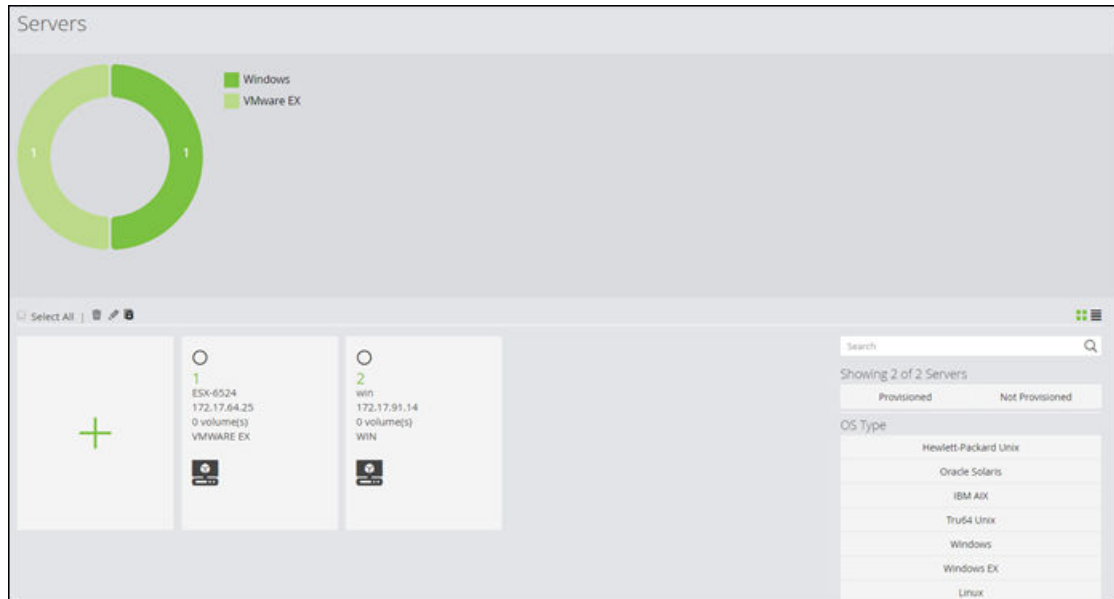 Servers
Windows
VMware EX
1
1
Select All |
1
ESX-6524
172.17.64.25
0 volume(s)
VMWARE EX
2
win
172.17.91.14
0 volume(s)
WIN
Search
Showing 2 of 2 Servers
Provisioned
Not Provisioned
OS Type
Hewlett-Packard Unix
Oracle Solaris
IBM AIX
Tru64 Unix
Windows
Windows EX
Linux